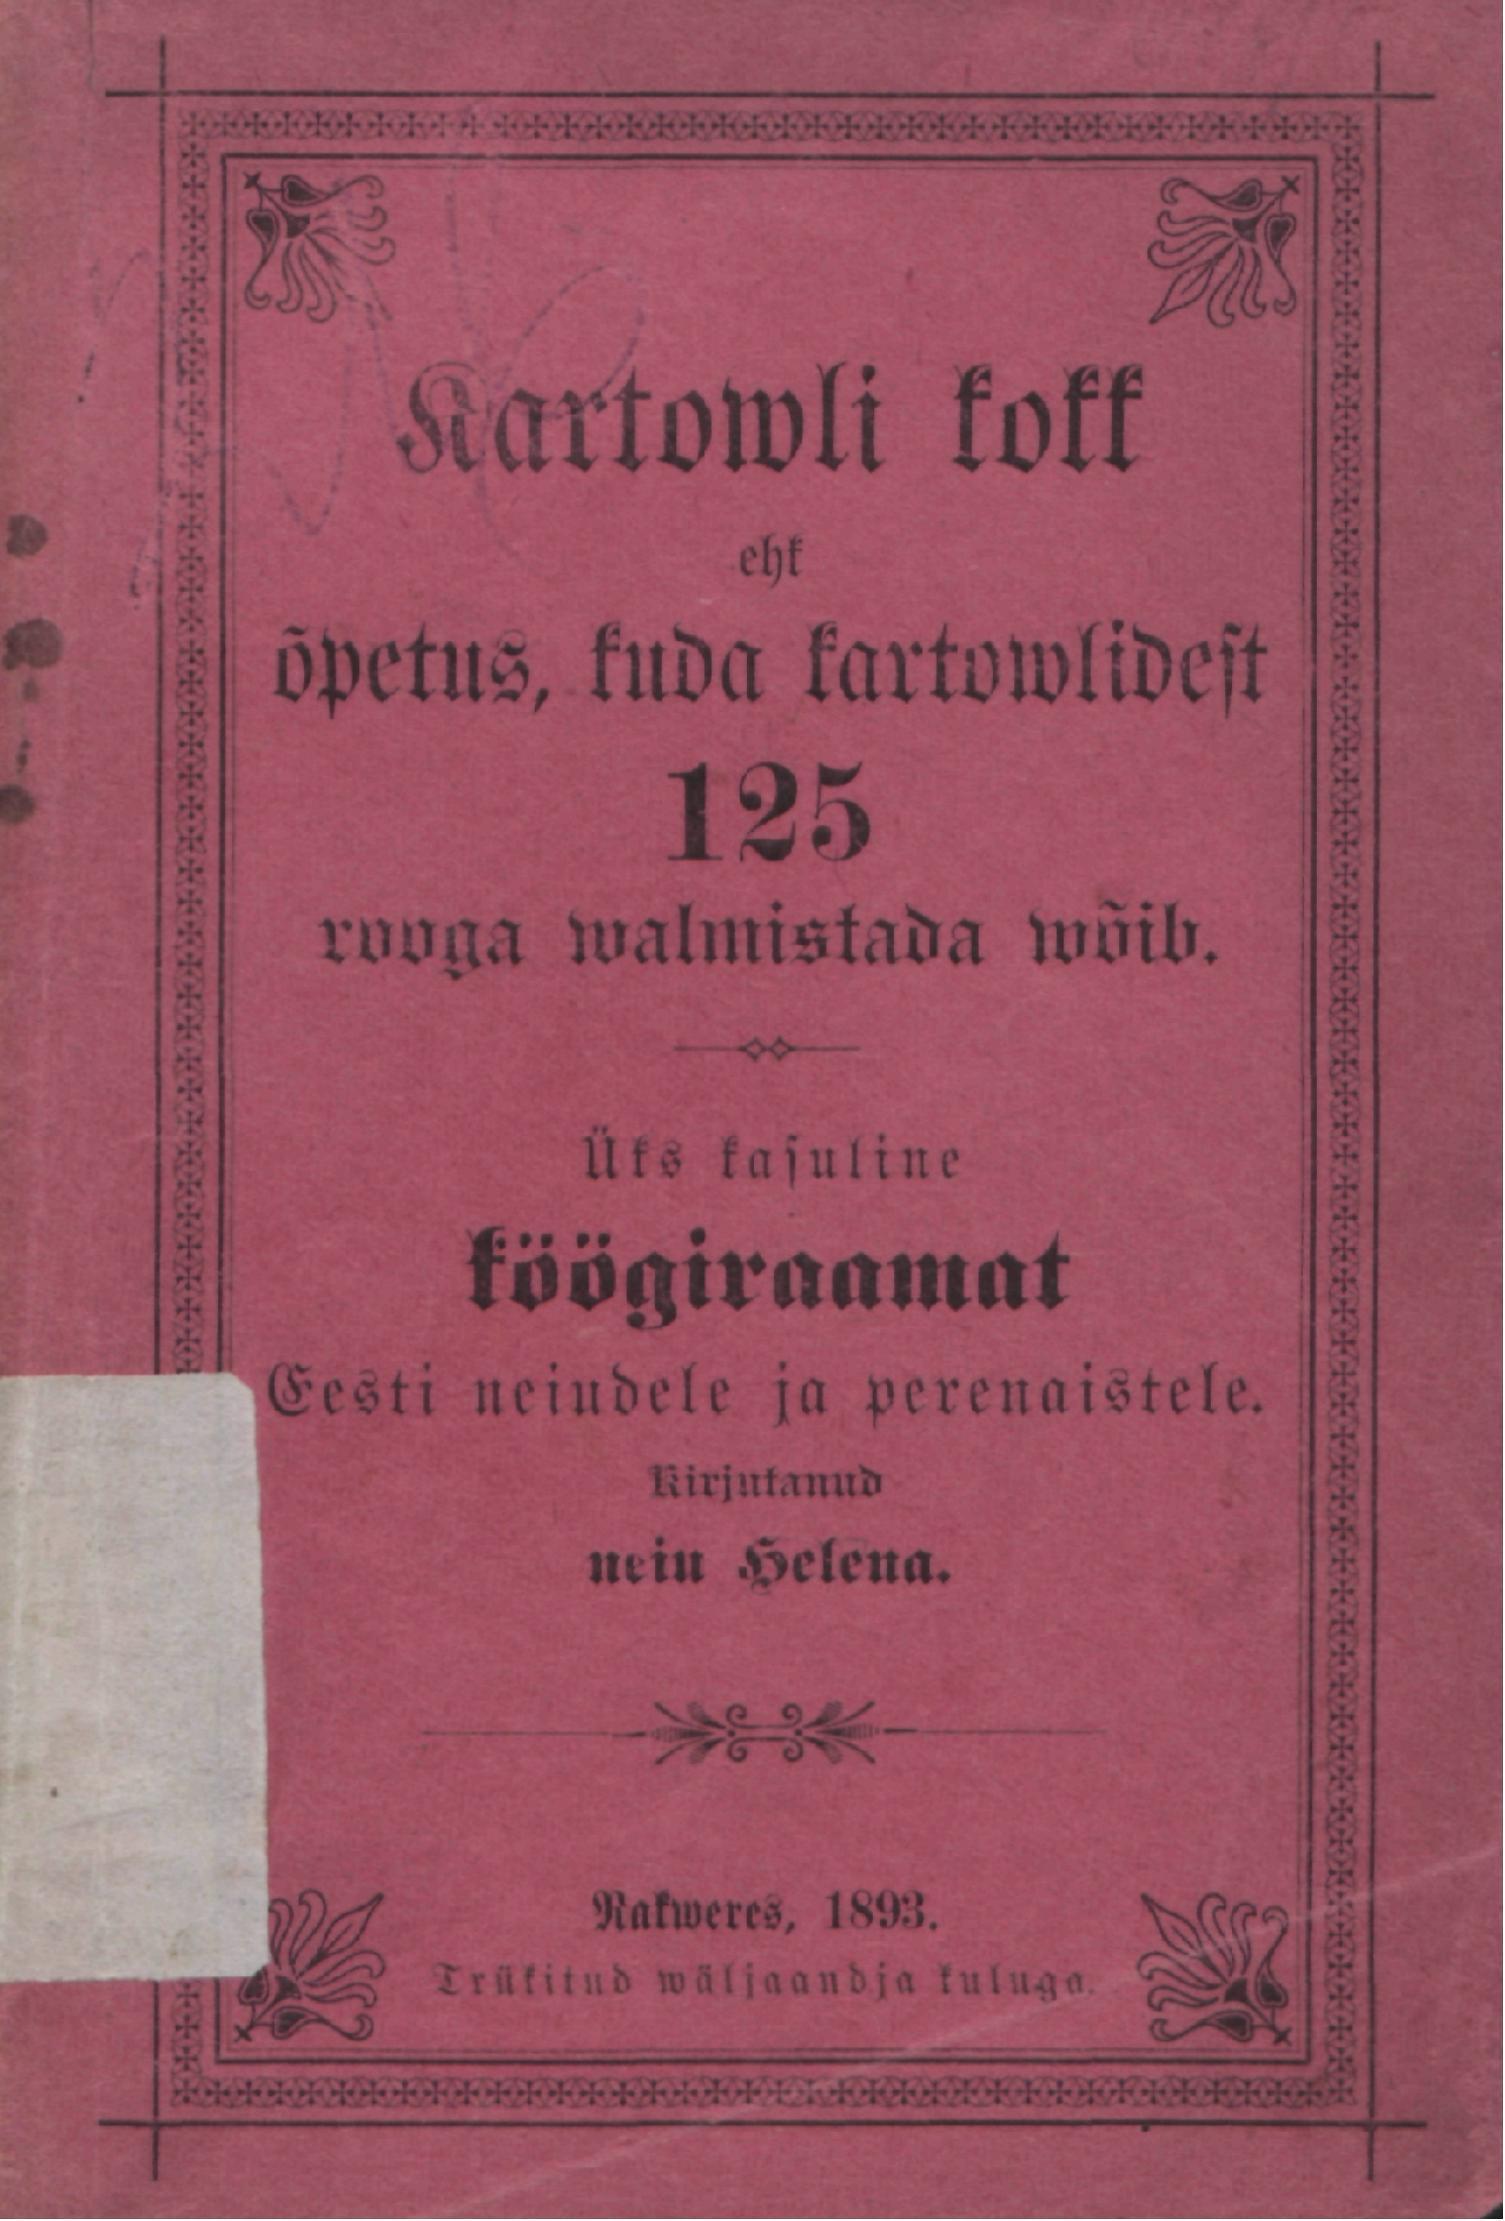 Kartowli kokk
ehk
õpetus, kuda kartowlidest
125
rooga walmistada wõib.
Üks kasuline
köögiraamat
Eesti neiudele ja perenaistele.
Kirjutanud
neiu Helena.
Rakweres, 1893.
Trükitud wäljaandja kuluga.